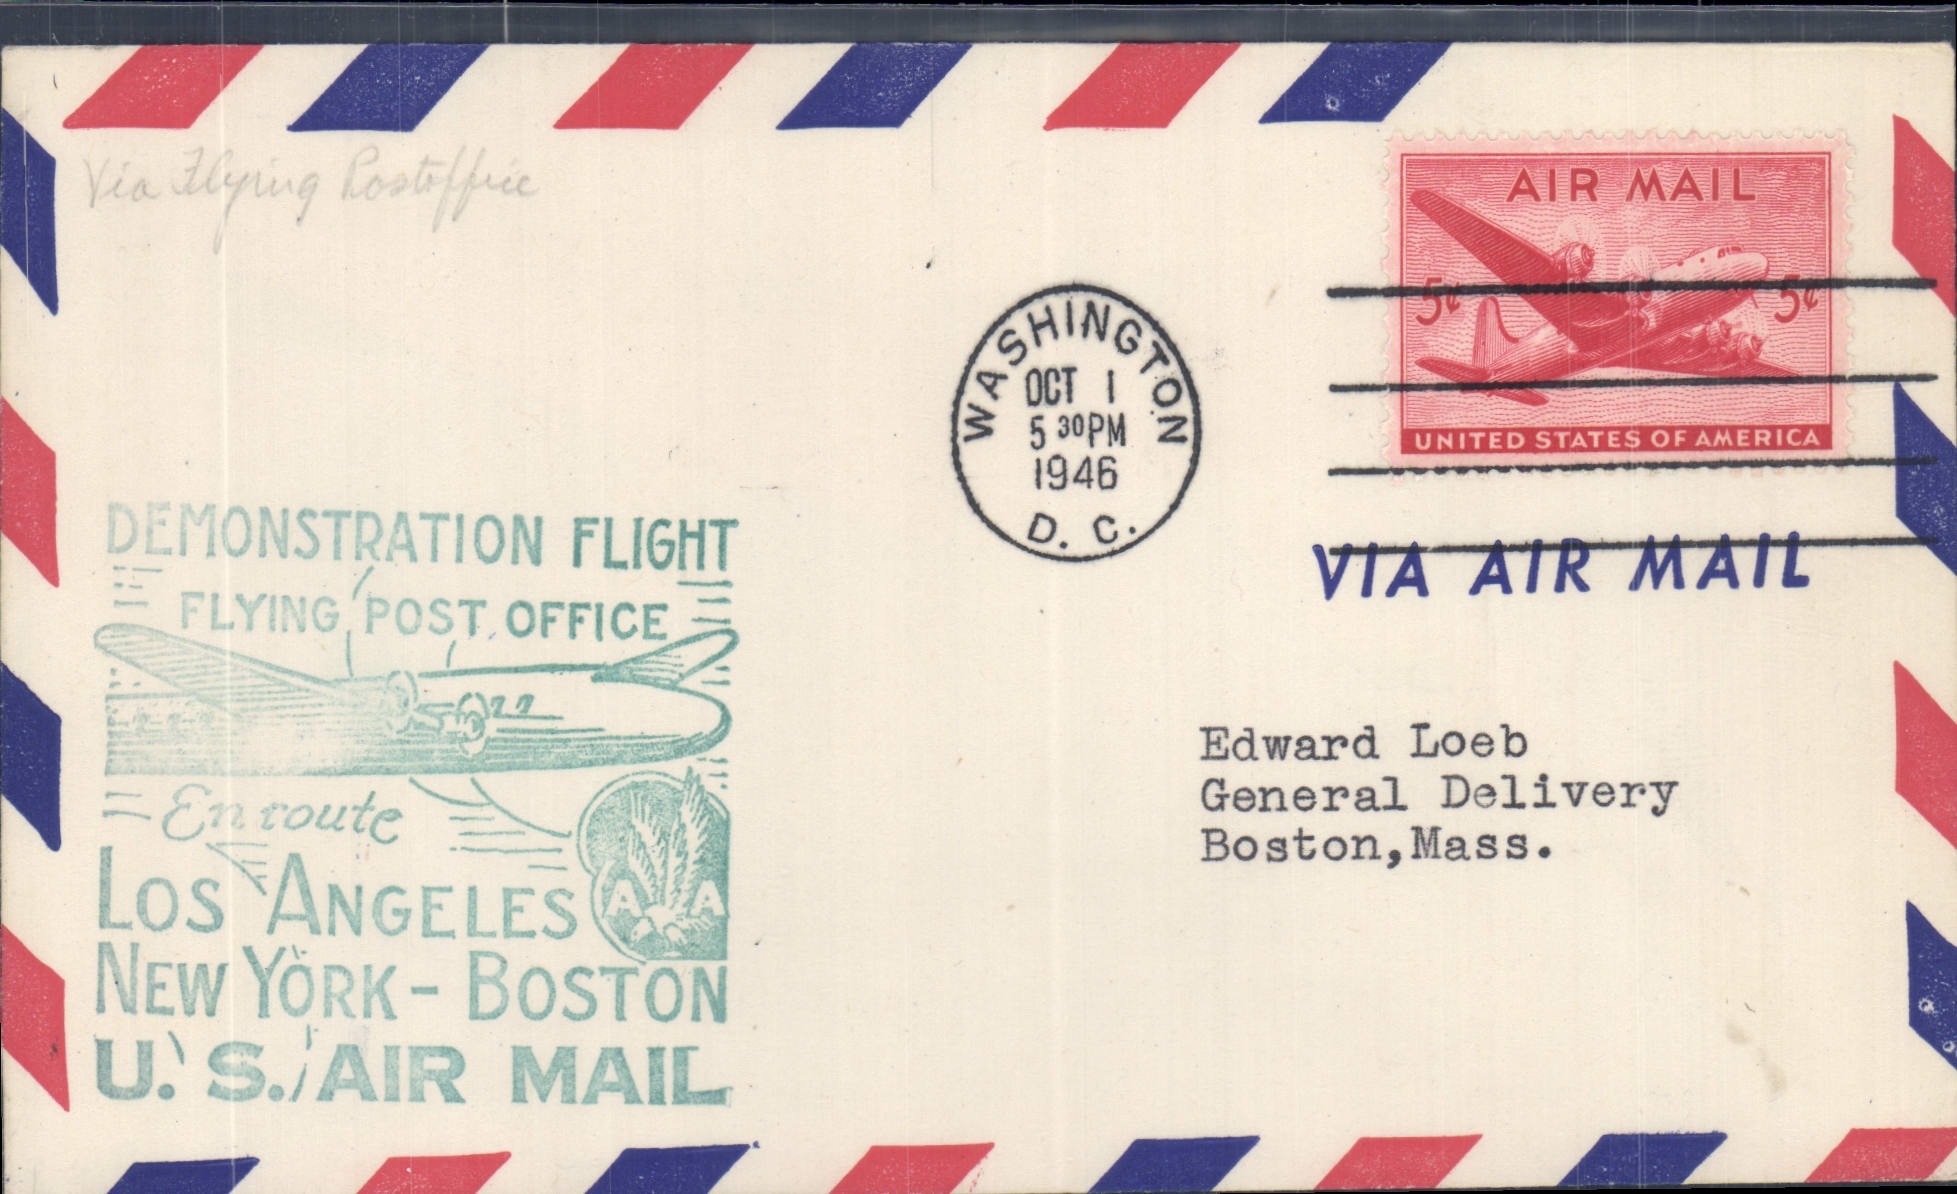 Via Flying Postoffice
AIR MAIL
5¢ 5¢
UNITED STATES OF AMERICA
WASHINGTON
OCT 1
5 30 PM
1946
D. C.
VIA AIR MAIL
DEMONSTRATION FLIGHT
FLYING POST OFFICE
En route
LOS ANGELES
A A
NEW YORK - BOSTON
U. S. AIR MAIL
Edward Loeb
General Delivery
Boston,Mass.